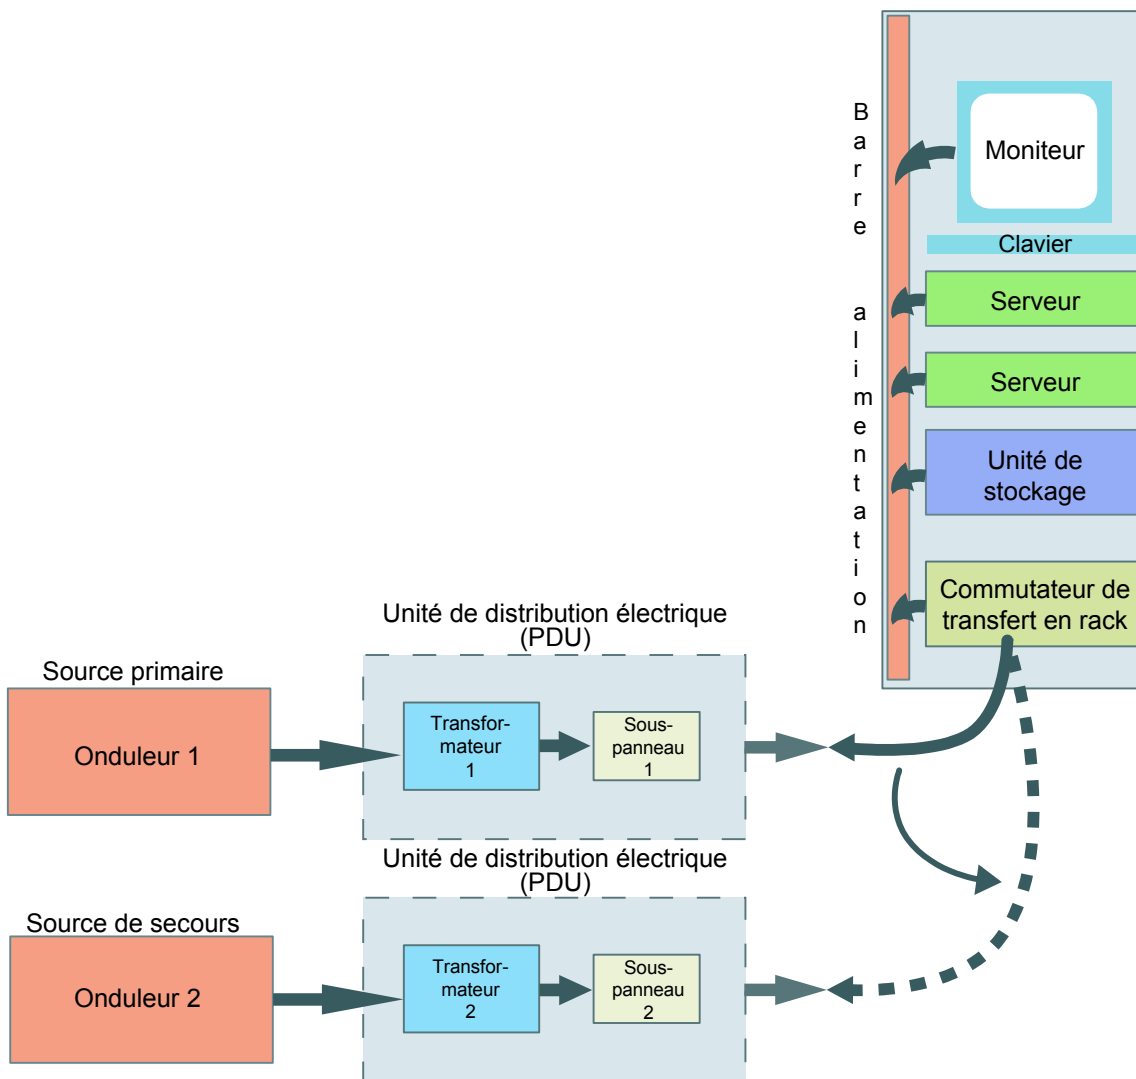 Barre alimentation
Moniteur
Clavier
Serveur
Serveur
Unité de
stockage
Commutateur de
transfert en rack
Unité de distribution électrique
(PDU)
Source primaire
Onduleur 1
Transfor-
mateur
1
Sous-
panneau
1
Unité de distribution électrique
(PDU)
Source de secours
Onduleur 2
Transfor-
mateur
2
Sous-
panneau
2